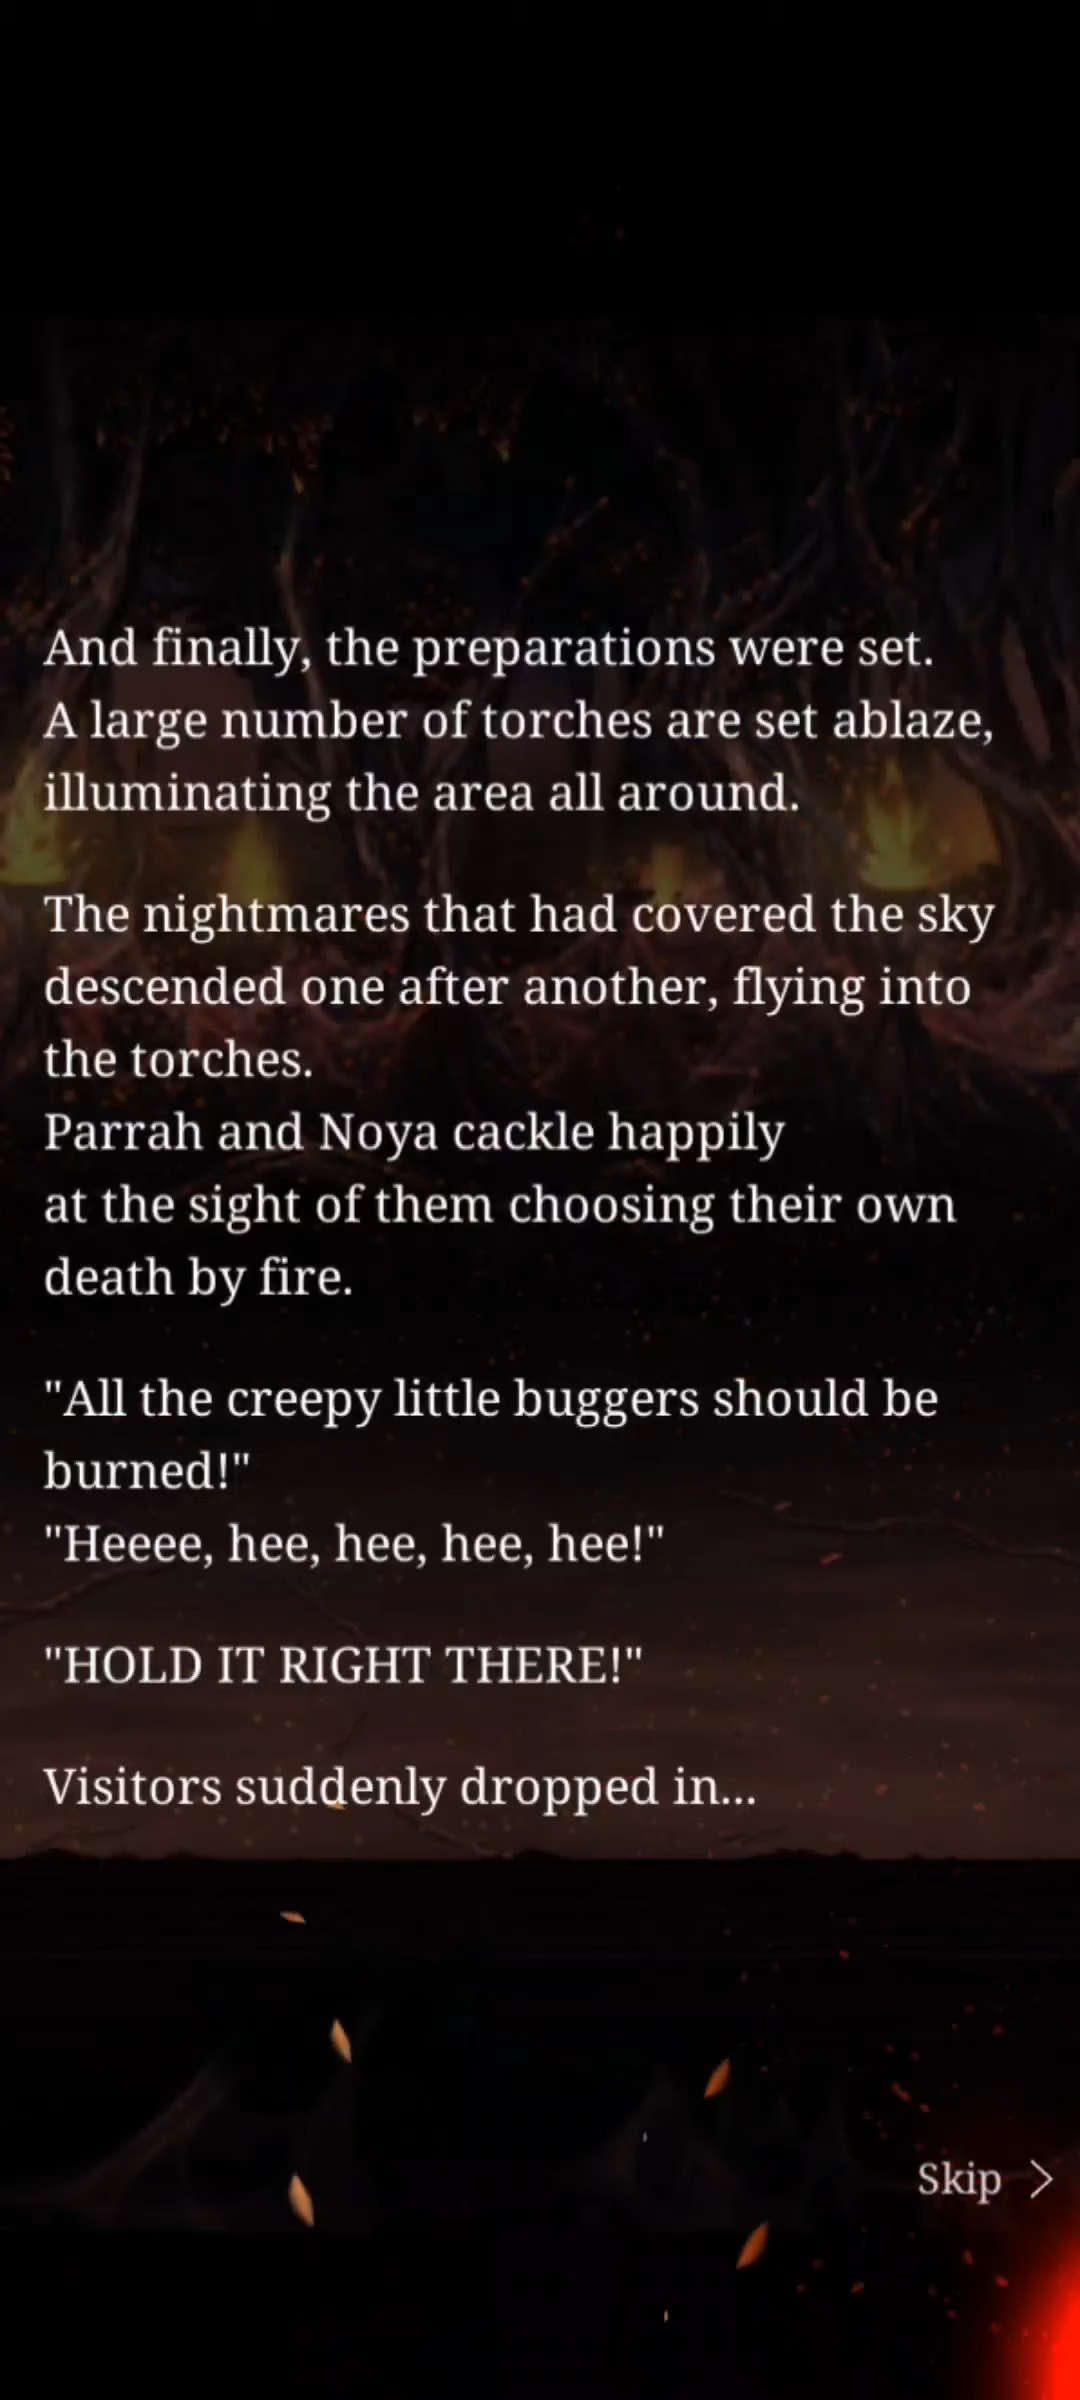 And finally, the preparations were set.
A large number of torches are set ablaze,
illuminating the area all around.
The nightmares that had covered the sky
descended one after another, flying into
the torches.
Parrah and Noya cackle happily
at the sight of them choosing their own
death by fire.
"All the creepy little buggers should be
burned!"
"Heeee, hee, hee, hee, hee!"
"HOLD IT RIGHT THERE!"
Visitors suddenly dropped in...
Skip >